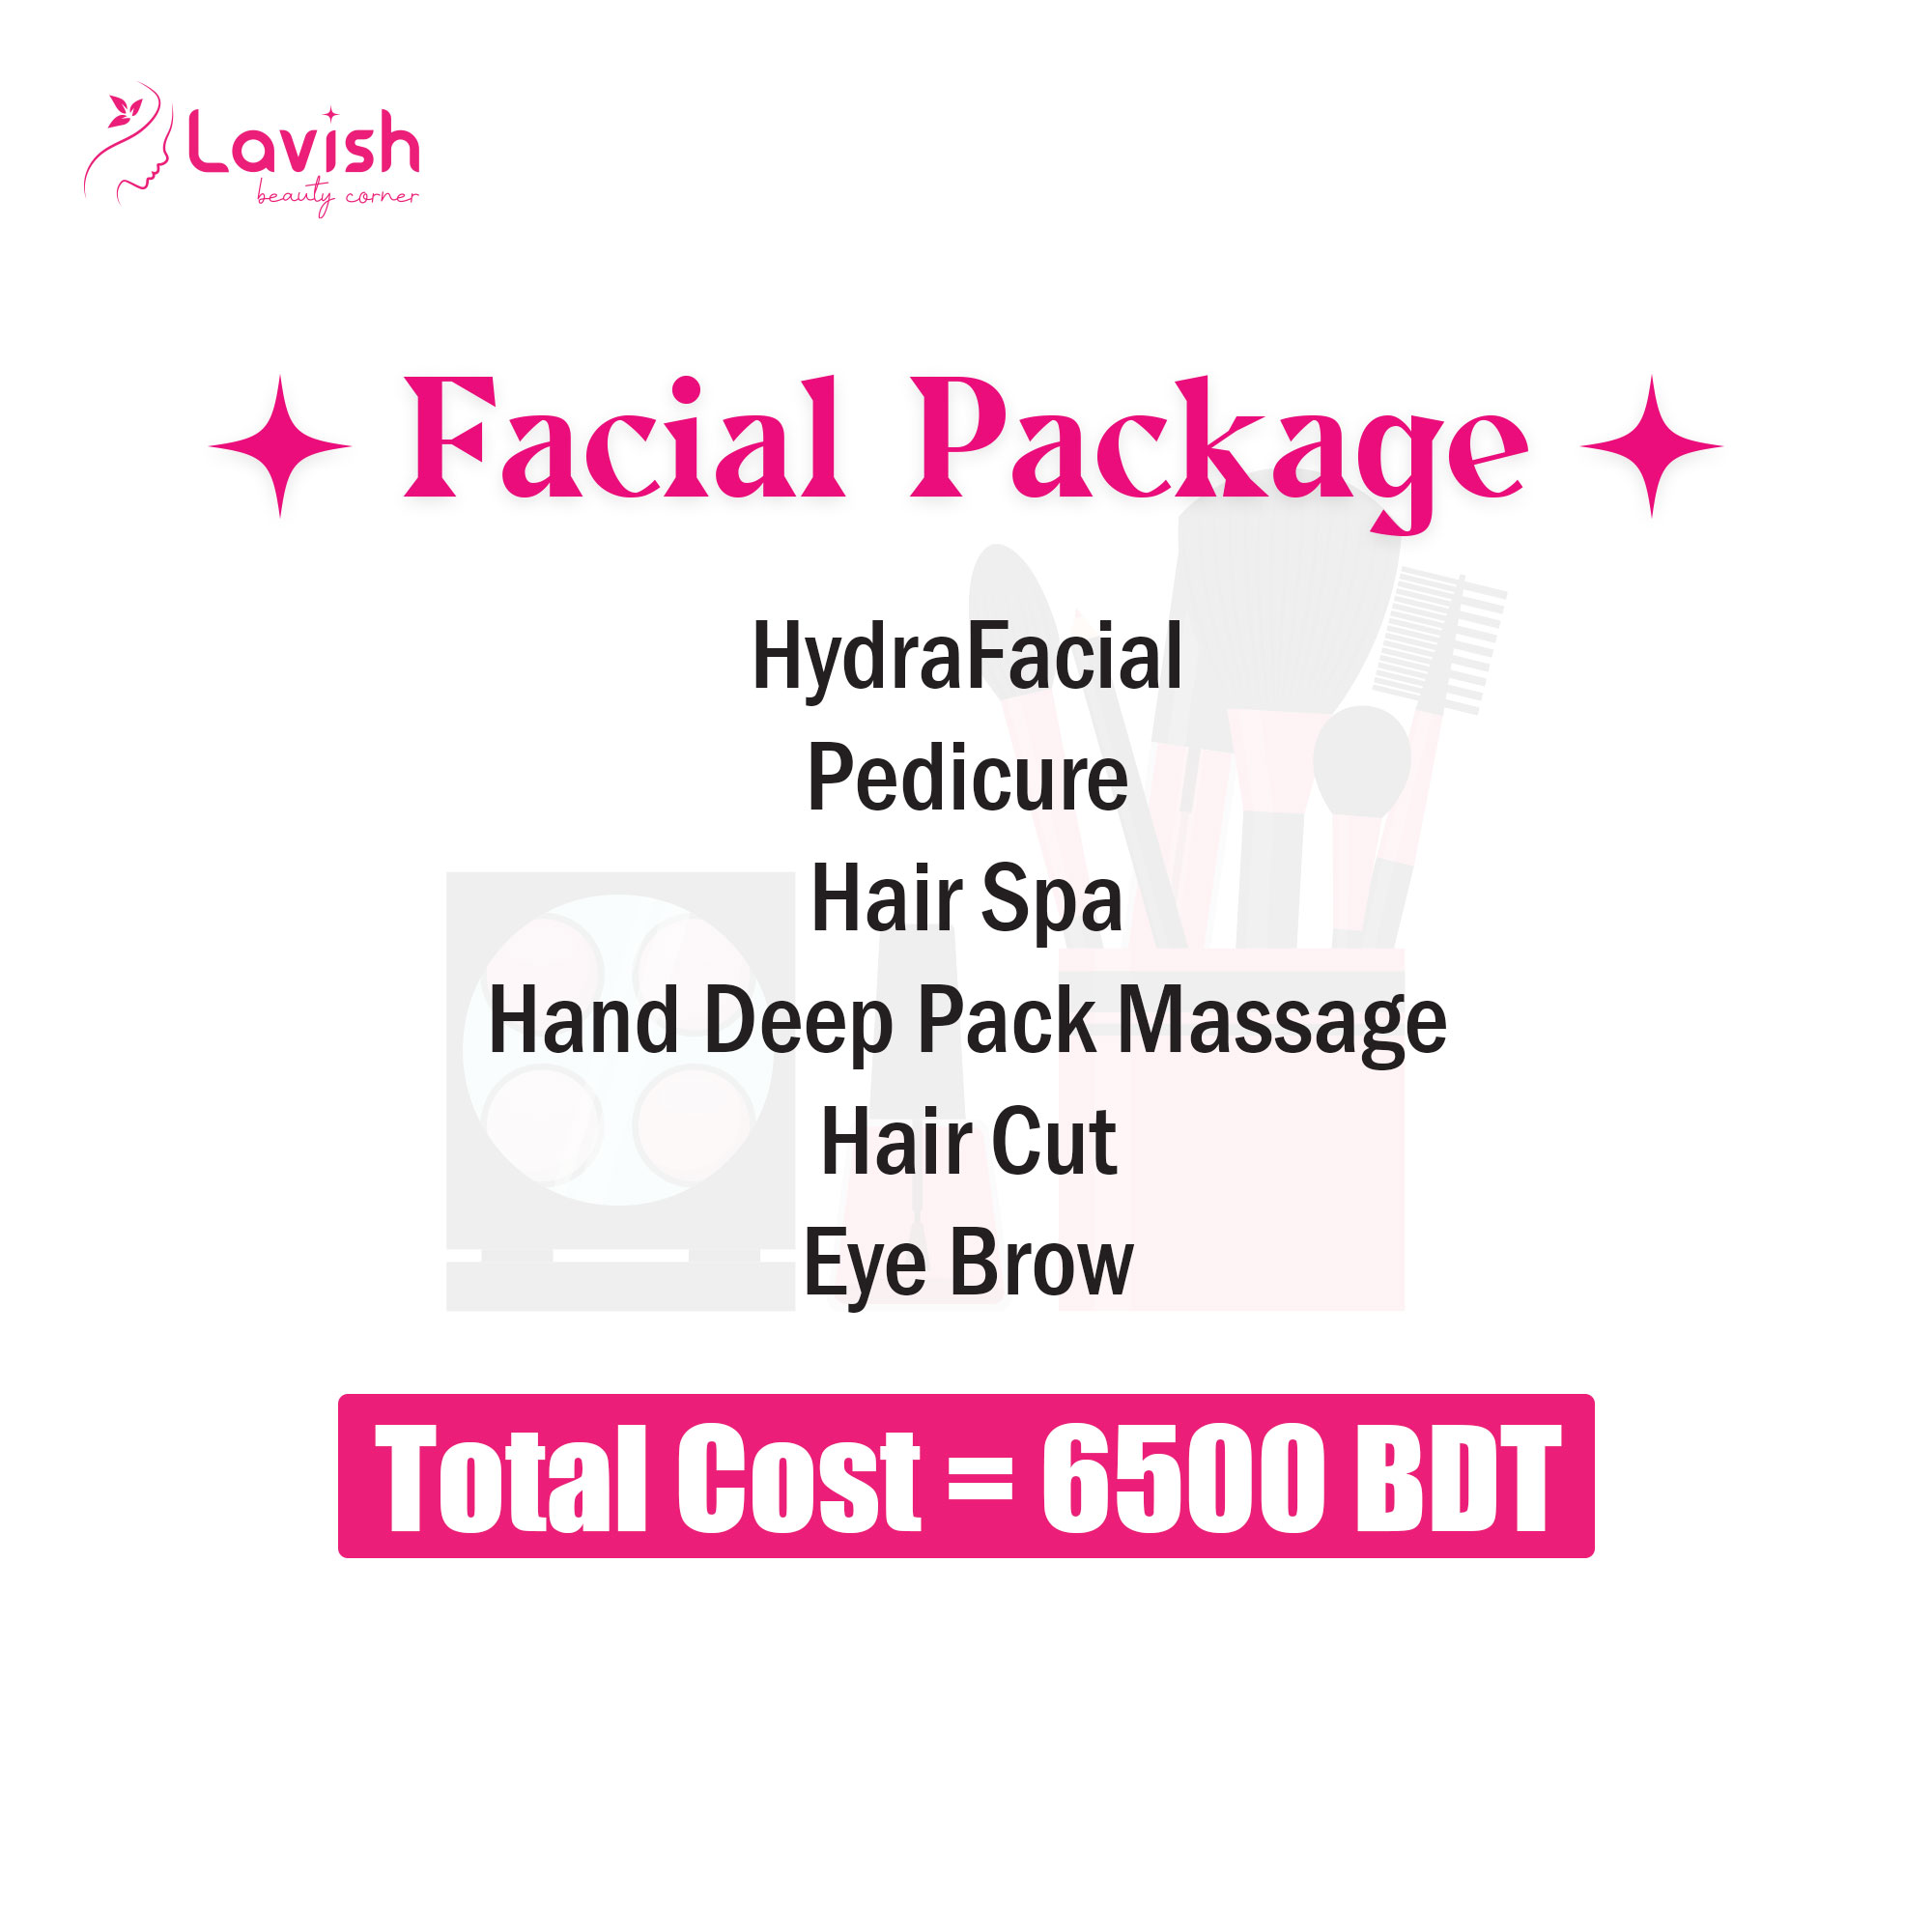 Lavish
beauty corner
Facial Package
HydraFacial
Pedicure
Hair Spa
Hand Deep Pack Massage
Hair Cut
Eye Brow
Total Cost = 6500 BDT